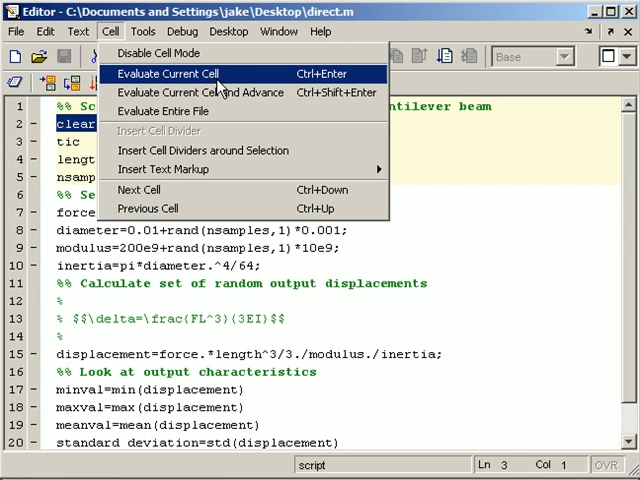 Editor - C:\Documents and Settings\jake\Desktop\direct.m
File Edit Text Cell Tools Debug Desktop Window Help
Base
Disable Cell Mode
Evaluate Current Cell Ctrl+Enter
Evaluate Current Cell and Advance Ctrl+Shift+Enter
Evaluate Entire File
Insert Cell Divider
Insert Cell Dividers around Selection
Insert Text Markup
Next Cell Ctrl+Down
Previous Cell Ctrl+Up
1 %% Sc ntilever beam
2 - clear
3 - tic
4 - lengt
5 - nsamp
6 %% Se
7 - force
8 - diameter=0.01+rand(nsamples,1)*0.001;
9 - modulus=200e9+rand(nsamples,1)*10e9;
10 - inertia=pi*diameter.^4/64;
11 %% Calculate set of random output displacements
12 %
13 % $$\delta=\frac{FL^3}{3EI}$$
14 %
15 - displacement=force.*length^3/3./modulus./inertia;
16 %% Look at output characteristics
17 - minval=min(displacement)
18 - maxval=max(displacement)
19 - meanval=mean(displacement)
20 - standard_deviation=std(displacement)
script Ln 3 Col 1 OVR